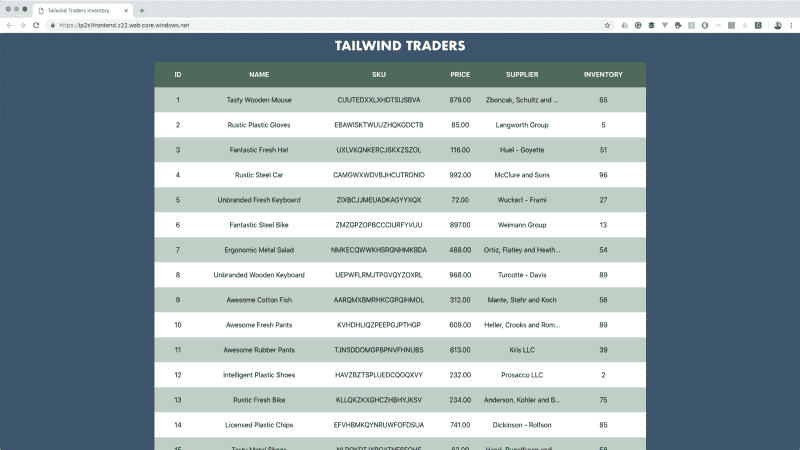 Tailwind Traders Inventory
https://tp2s1frontend.z22.web.core.windows.net
TAILWIND TRADERS
ID NAME SKU PRICE SUPPLIER INVENTORY
1 Tasty Wooden Mouse CIJUTEDXXLXHDTSIJSBVA 879.00 Zboncak, Schultz and ... 65
2 Rustic Plastic Gloves EBAWISKTWUUZHQKGDCTB 85.00 Langworth Group 5
3 Fantastic Fresh Hat UXLVKQNKERCJSKXZSZOL 116.00 Huel - Goyette 51
4 Rustic Steel Car CAMGWXWDVBJHCUTRDNID 992.00 McClure and Sons 96
5 Unbranded Fresh Keyboard ZIXBCJJMEUADKAGYYXQX 72.00 Wuckert - Frami 27
6 Fantastic Steel Bike ZMZGPZOPBCCCIURFYVUU 897.00 Weimann Group 13
7 Ergonomic Metal Salad NMKECQWWKHSRGNHMKBDA 488.00 Ortiz, Flatley and Heath... 54
8 Unbranded Wooden Keyboard UEPWFLRMJTPGVQYZOXRL 968.00 Turcotte - Davis 89
9 Awesome Cotton Fish AARQMXBMRHKCGPQIHMOL 312.00 Mante, Stehr and Koch 56
10 Awesome Fresh Pants KVHDHLIQZPEEPGJPTHGP 609.00 Heller, Crooks and Rom... 89
11 Awesome Rubber Pants TJNSDDOMGPBPNVFHNUBS 613.00 Kris LLC 39
12 Intelligent Plastic Shoes HAVZBZTSPLUEDCQOQXVY 232.00 Prosacco LLC 2
13 Rustic Fresh Bike KLLQKZKXGHCZHBHYJKSV 234.00 Anderson, Kohler and B... 75
14 Licensed Plastic Chips EFVHBMKQYNRUWFOFDSUA 741.00 Dickinson - Rolfson 85
15 Tasty Metal Shoes 58